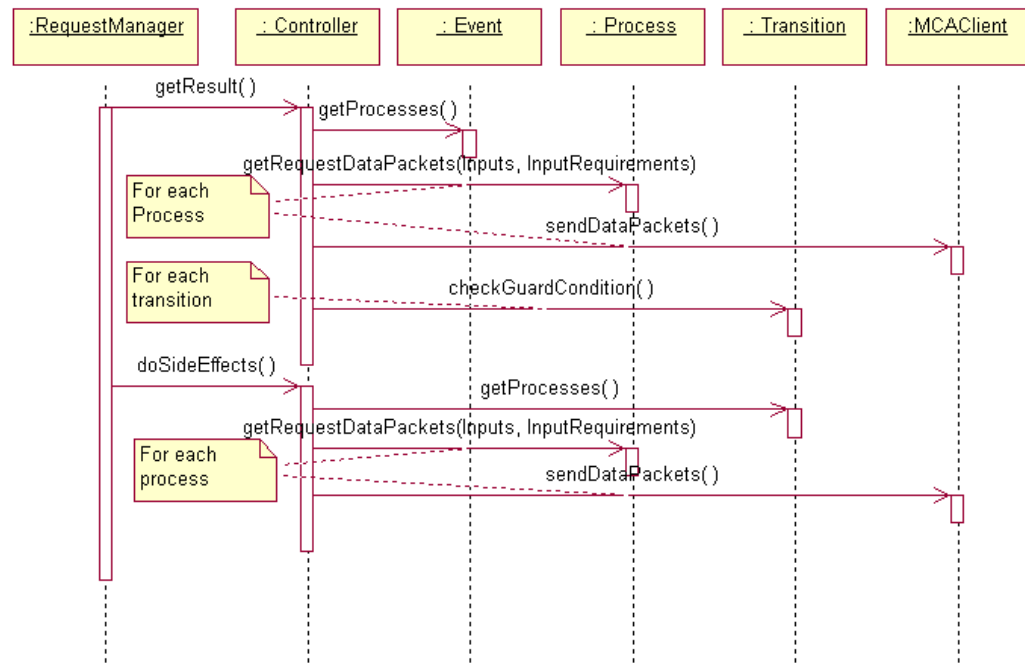 :RequestManager
: Controller
: Event
: Process
: Transition
:MCAClient
getResult( )
getProcesses( )
getRequestDataPackets(Inputs, InputRequirements)
For each
Process
sendDataPackets( )
For each
transition
checkGuardCondition( )
doSideEffects( )
getProcesses( )
getRequestDataPackets(Inputs, InputRequirements)
For each
process
sendDataPackets( )